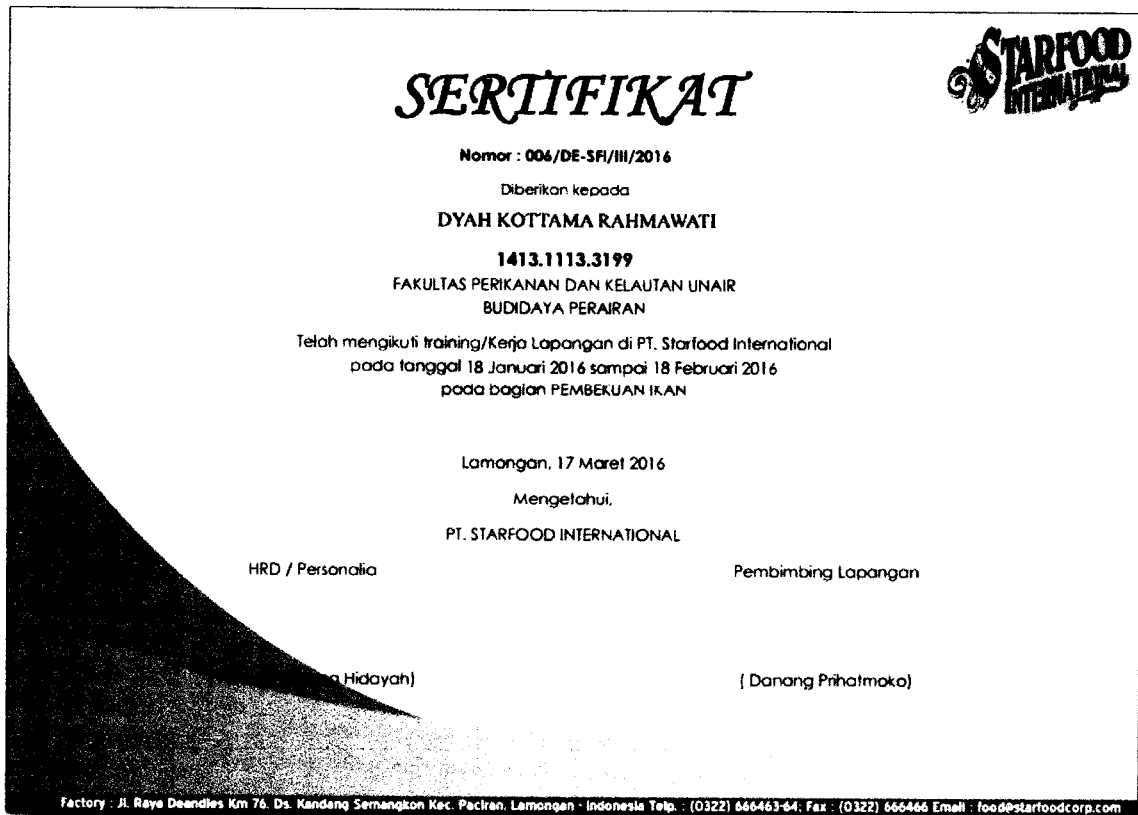 STARFOOD
INTERNATIONAL
SERTIFIKAT
Nomor : 006/DE-SFI/III/2016
Diberikan kepada
DYAH KOTTAMA RAHMAWATI
1413.1113.3199
FAKULTAS PERIKANAN DAN KELAUTAN UNAIR
BUDIDAYA PERAIRAN
Telah mengikuti training/Kerja Lapangan di PT. Starfood International
pada tanggal 18 Januari 2016 sampai 18 Februari 2016
pada bagian PEMBEKUAN IKAN
Lamongan, 17 Maret 2016
Mengetahui,
PT. STARFOOD INTERNATIONAL
HRD / Personalia
Pembimbing Lapangan
Hidayah)
( Danang Prihatmoko)
Factory : Jl. Raya Deandles Km 76. Ds. Kandang Semangkon Kec. Paciran, Lamongan - Indonesia Telp. : (0322) 666463-64; Fax : (0322) 666466 Email : food@starfoodcorp.com